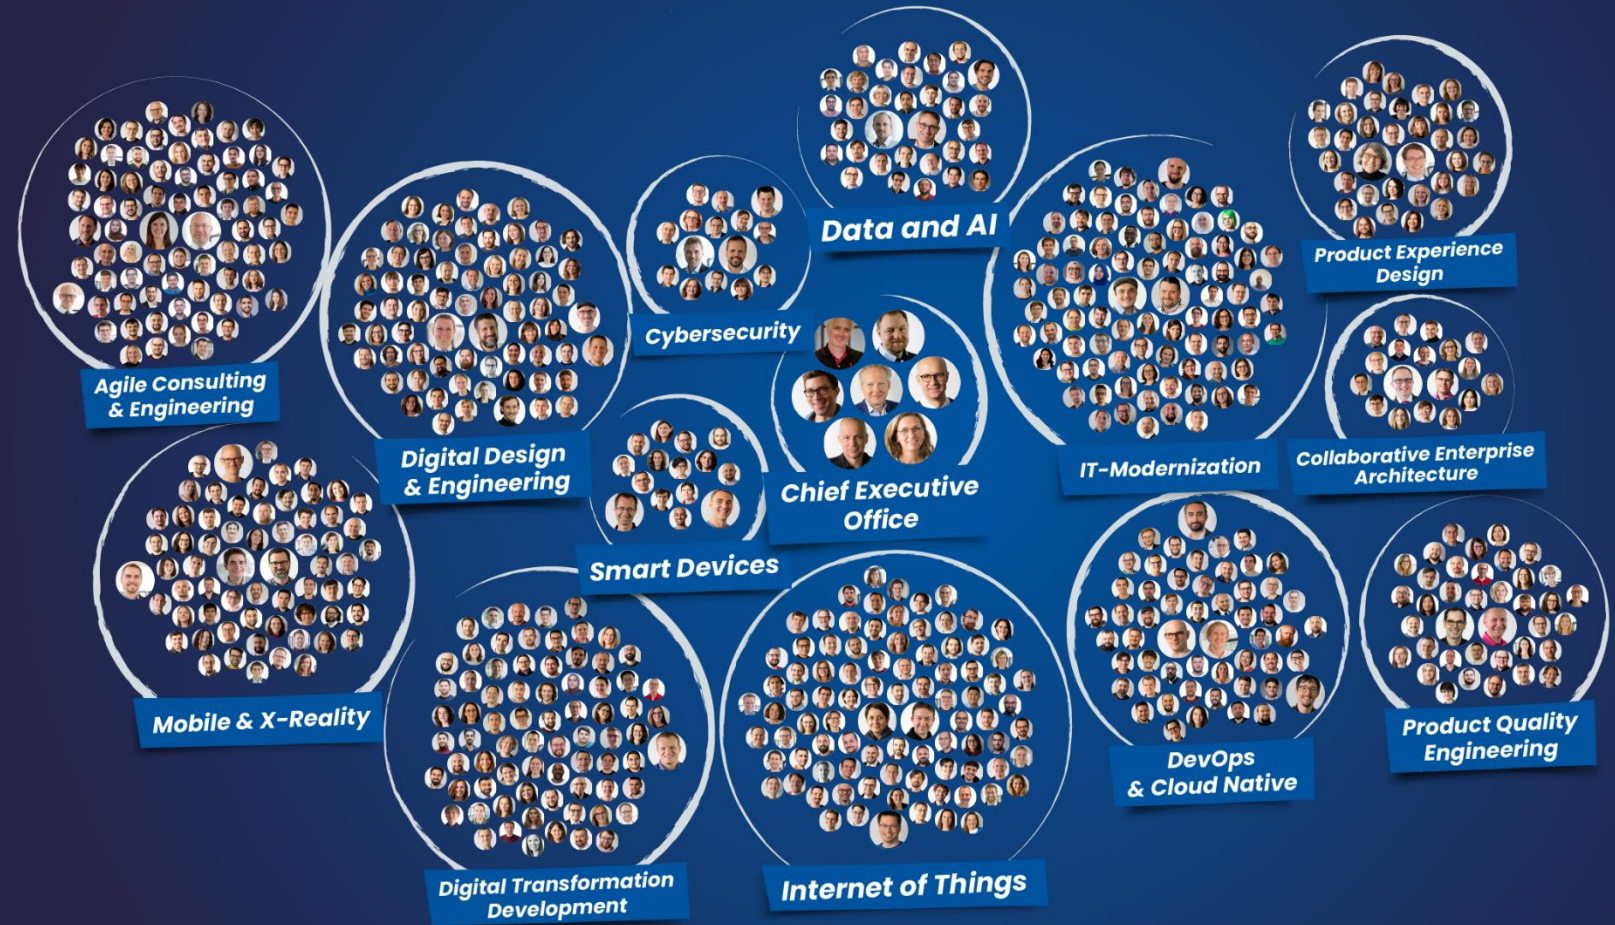 Data and AI
Product Experience
Design
Cybersecurity
Agile Consulting
& Engineering
Digital Design
& Engineering
Chief Executive
Office
IT-Modernization
Collaborative Enterprise
Architecture
Smart Devices
Mobile & X-Reality
DevOps
& Cloud Native
Product Quality
Engineering
Digital Transformation
Development
Internet of Things